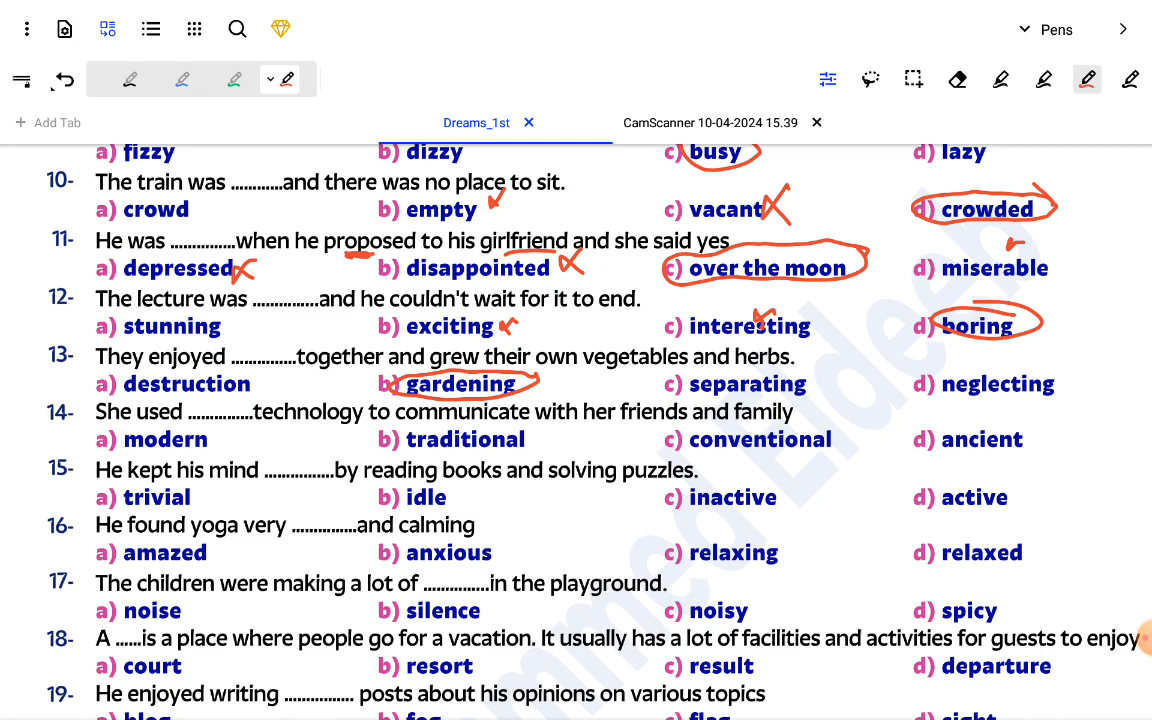 Pens
+ Add Tab
Dreams_1st ×
CamScanner 10-04-2024 15.39 ×
a) fizzy b) dizzy c) busy d) lazy
10- The train was ............and there was no place to sit.
a) crowd b) empty c) vacant d) crowded
11- He was ...............when he proposed to his girlfriend and she said yes
a) depressed b) disappointed c) over the moon d) miserable
12- The lecture was ...............and he couldn't wait for it to end.
a) stunning b) exciting c) interesting d) boring
13- They enjoyed ...............together and grew their own vegetables and herbs.
a) destruction b) gardening c) separating d) neglecting
14- She used ...............technology to communicate with her friends and family
a) modern b) traditional c) conventional d) ancient
15- He kept his mind ................by reading books and solving puzzles.
a) trivial b) idle c) inactive d) active
16- He found yoga very ...............and calming
a) amazed b) anxious c) relaxing d) relaxed
17- The children were making a lot of ...............in the playground.
a) noise b) silence c) noisy d) spicy
18- A ......is a place where people go for a vacation. It usually has a lot of facilities and activities for guests to enjoy
a) court b) resort c) result d) departure
19- He enjoyed writing ................ posts about his opinions on various topics
a) blog b) fog c) flag d) sight